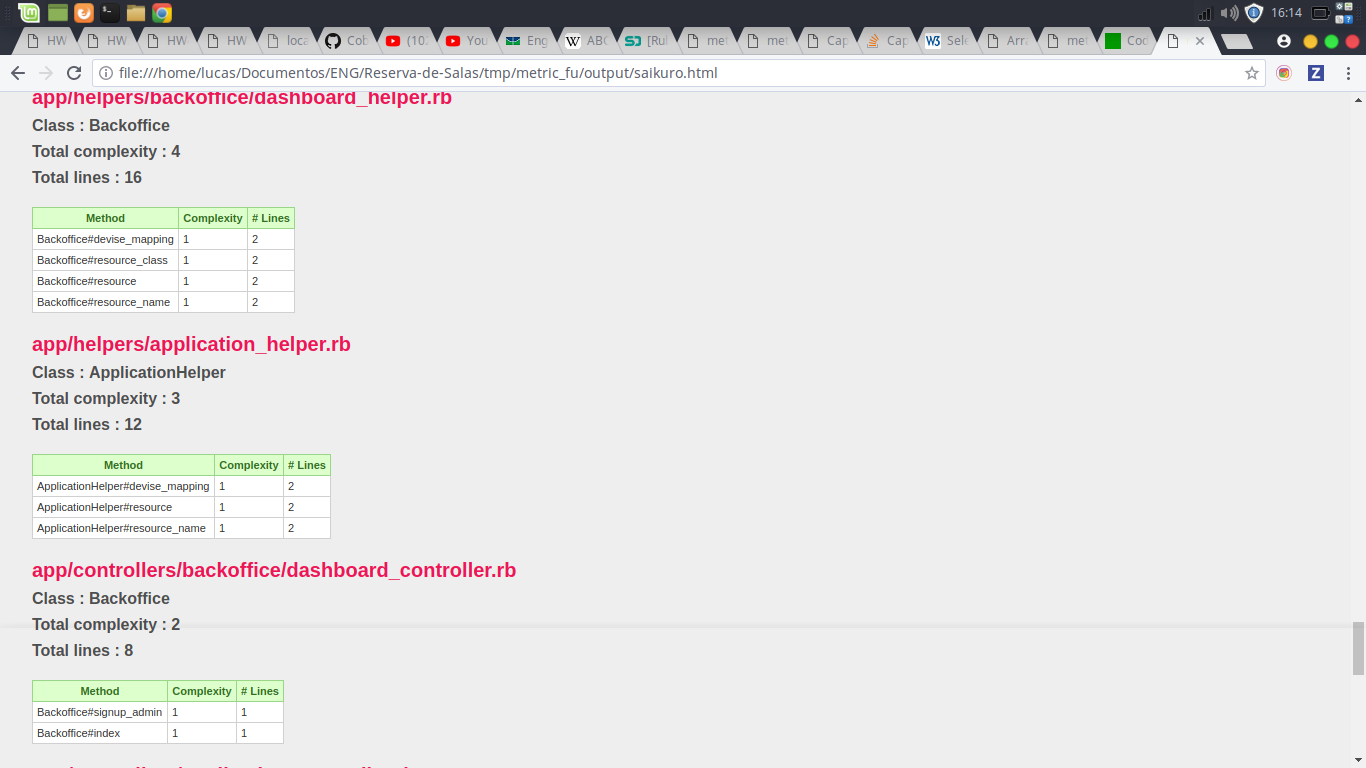 16:14
HW
HW
HW
HW
loca
Cob
(10
You
Eng
W ABC
[Rul
met
met
Cap
Cap
W3 Sele
Arra
met
Coc
file:///home/lucas/Documentos/ENG/Reserva-de-Salas/tmp/metric_fu/output/saikuro.html
Z
app/helpers/backoffice/dashboard_helper.rb
Class : Backoffice
Total complexity : 4
Total lines : 16
Method Complexity # Lines
Backoffice#devise_mapping 1 2
Backoffice#resource_class 1 2
Backoffice#resource 1 2
Backoffice#resource_name 1 2
app/helpers/application_helper.rb
Class : ApplicationHelper
Total complexity : 3
Total lines : 12
Method Complexity # Lines
ApplicationHelper#devise_mapping 1 2
ApplicationHelper#resource 1 2
ApplicationHelper#resource_name 1 2
app/controllers/backoffice/dashboard_controller.rb
Class : Backoffice
Total complexity : 2
Total lines : 8
Method Complexity # Lines
Backoffice#signup_admin 1 1
Backoffice#index 1 1